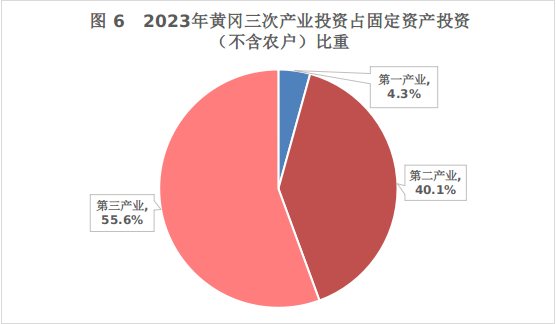 图 6 2023年黄冈三次产业投资占固定资产投资
（不含农户）比重
第一产业,
4.3%
第二产业,
40.1%
第三产业,
55.6%